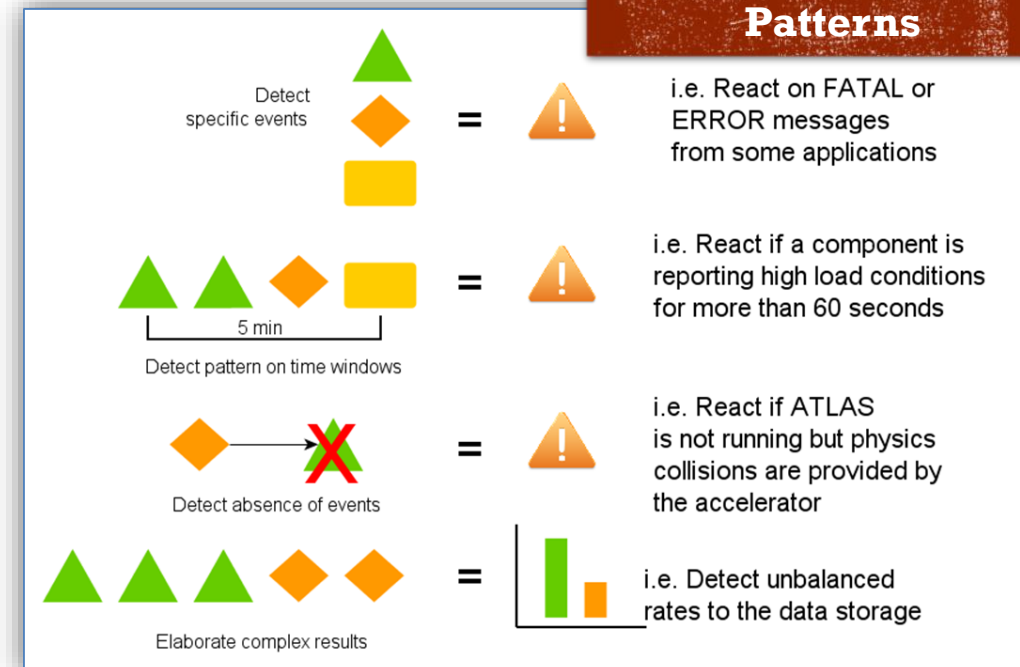 Patterns
Detect
specific events
=
!
i.e. React on FATAL or
ERROR messages
from some applications
=
!
i.e. React if a component is
reporting high load conditions
for more than 60 seconds
5 min
Detect pattern on time windows
X
=
!
i.e. React if ATLAS
is not running but physics
collisions are provided by
the accelerator
Detect absence of events
=
i.e. Detect unbalanced
rates to the data storage
Elaborate complex results